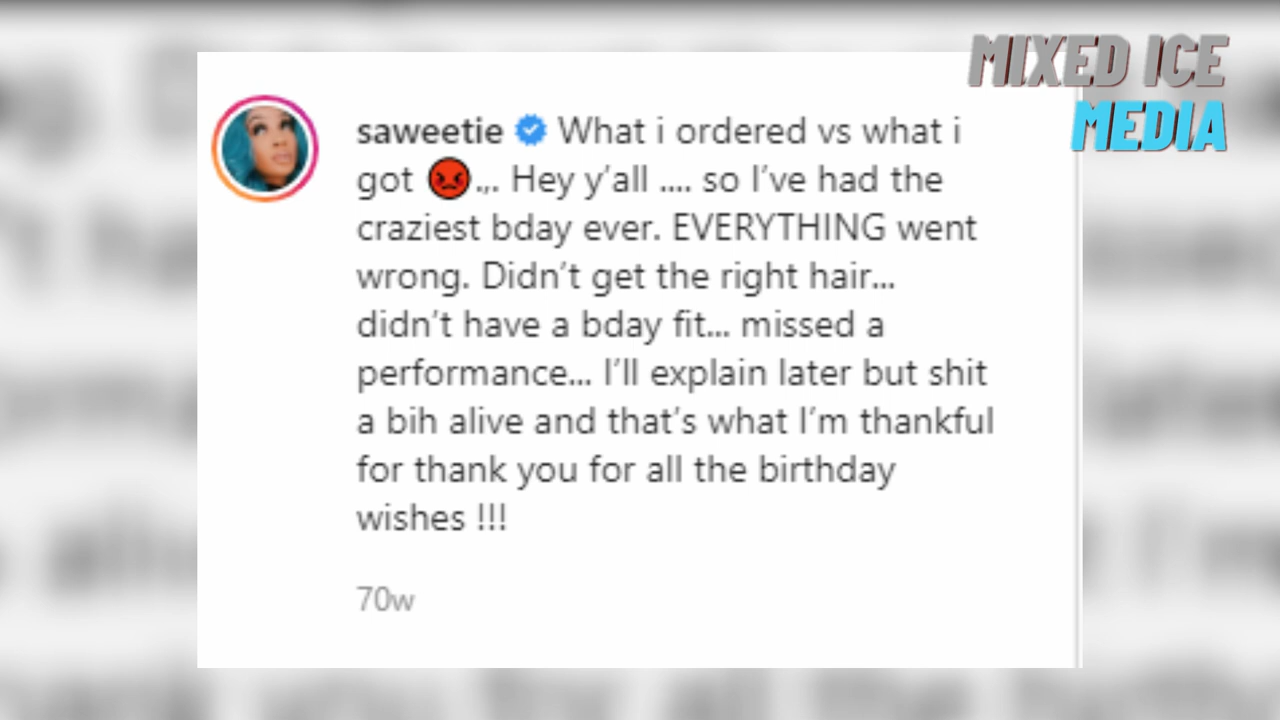 MIXED ICE
MEDIA
saweetie What i ordered vs what i
got 😡.,. Hey y’all .... so I’ve had the
craziest bday ever. EVERYTHING went
wrong. Didn’t get the right hair...
didn’t have a bday fit... missed a
performance... I’ll explain later but shit
a bih alive and that’s what I’m thankful
for thank you for all the birthday
wishes !!!
70w